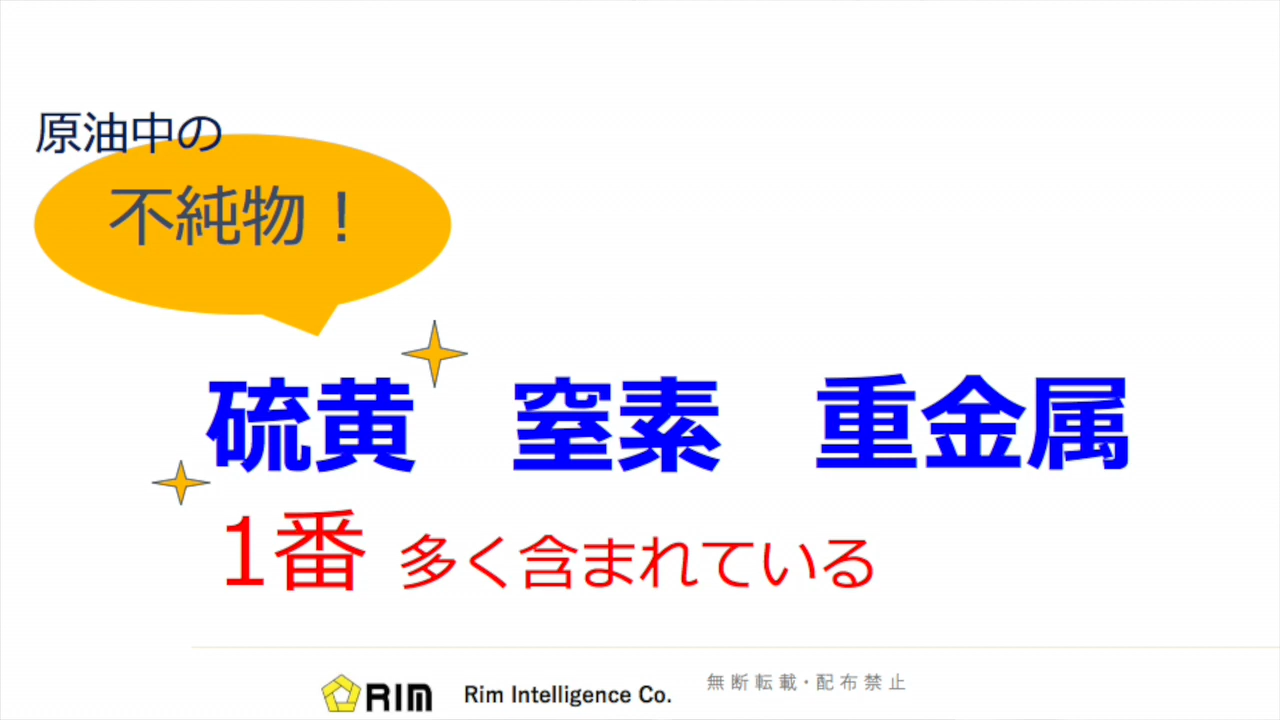 原油中の
不純物！
硫黄 窒素 重金属
1番 多く含まれている
RIM Rim Intelligence Co. 無断転載・配布禁止